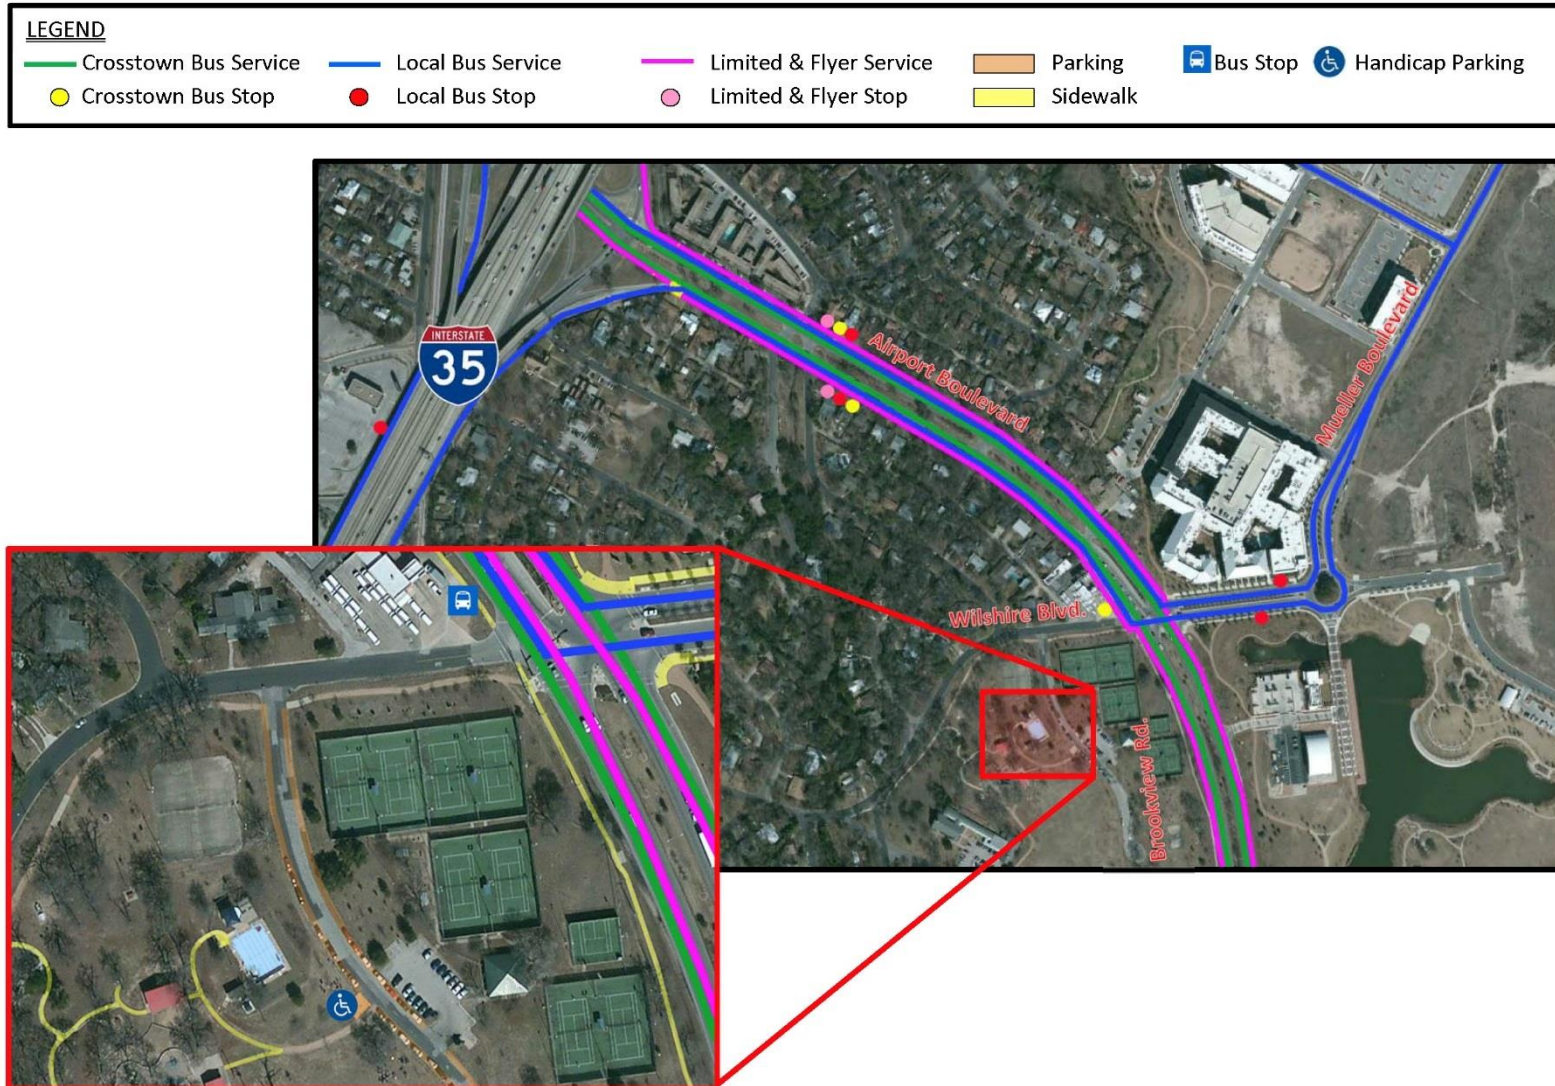 LEGEND
Crosstown Bus Service
Local Bus Service
Limited & Flyer Service
Parking
Bus Stop
Handicap Parking
Crosstown Bus Stop
Local Bus Stop
Limited & Flyer Stop
Sidewalk
INTERSTATE
35
Airport Boulevard
Mueller Boulevard
Wilshire Blvd.
Brookview Rd.